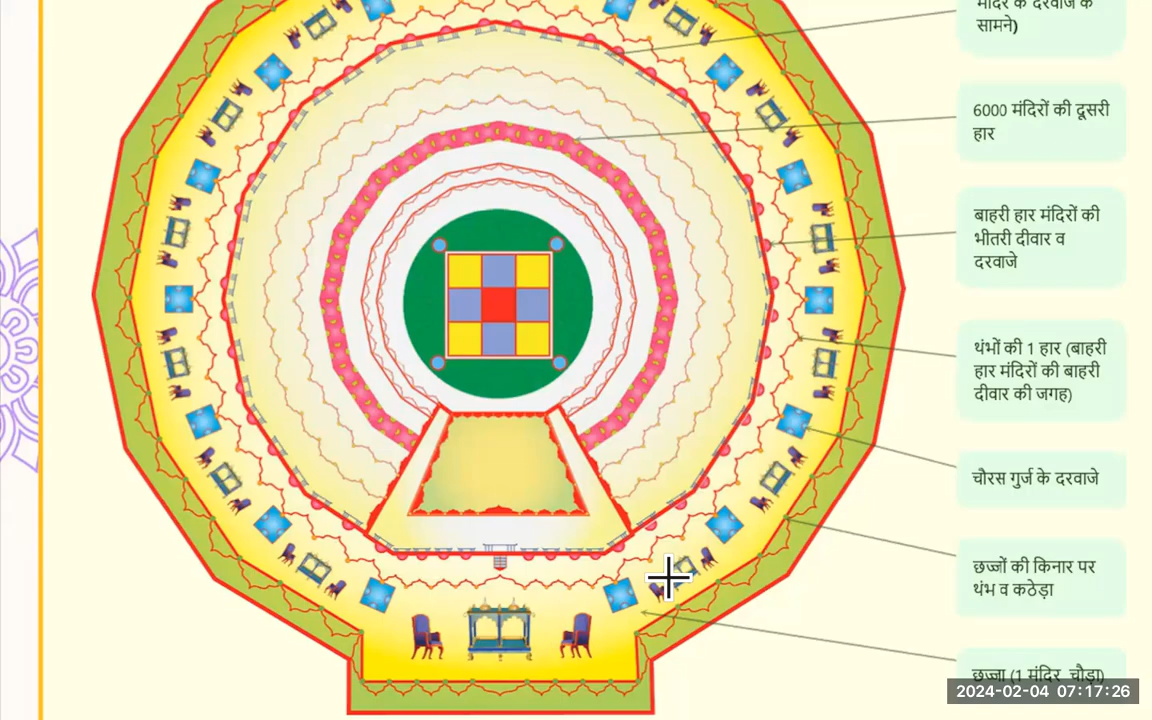 मंदिर के दरवाजे के
सामने)
6000 मंदिरों की दूसरी
हार
बाहरी हार मंदिरों की
भीतरी दीवार व
दरवाजे
थंभों की 1 हार (बाहरी
हार मंदिरों की बाहरी
दीवार की जगह)
चौरस गुर्ज के दरवाजे
छज्जों की किनार पर
थंभ व कठेड़ा
छज्जा (1 मंदिर चौड़ा)
2024-02-04 07:17:26